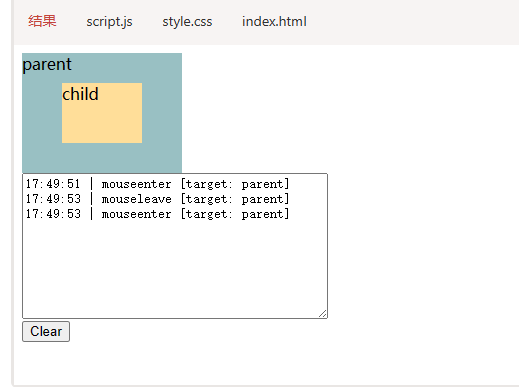 结果 script.js style.css index.html
parent
child
17:49:51 | mouseenter [target: parent]
17:49:53 | mouseleave [target: parent]
17:49:53 | mouseenter [target: parent]
Clear